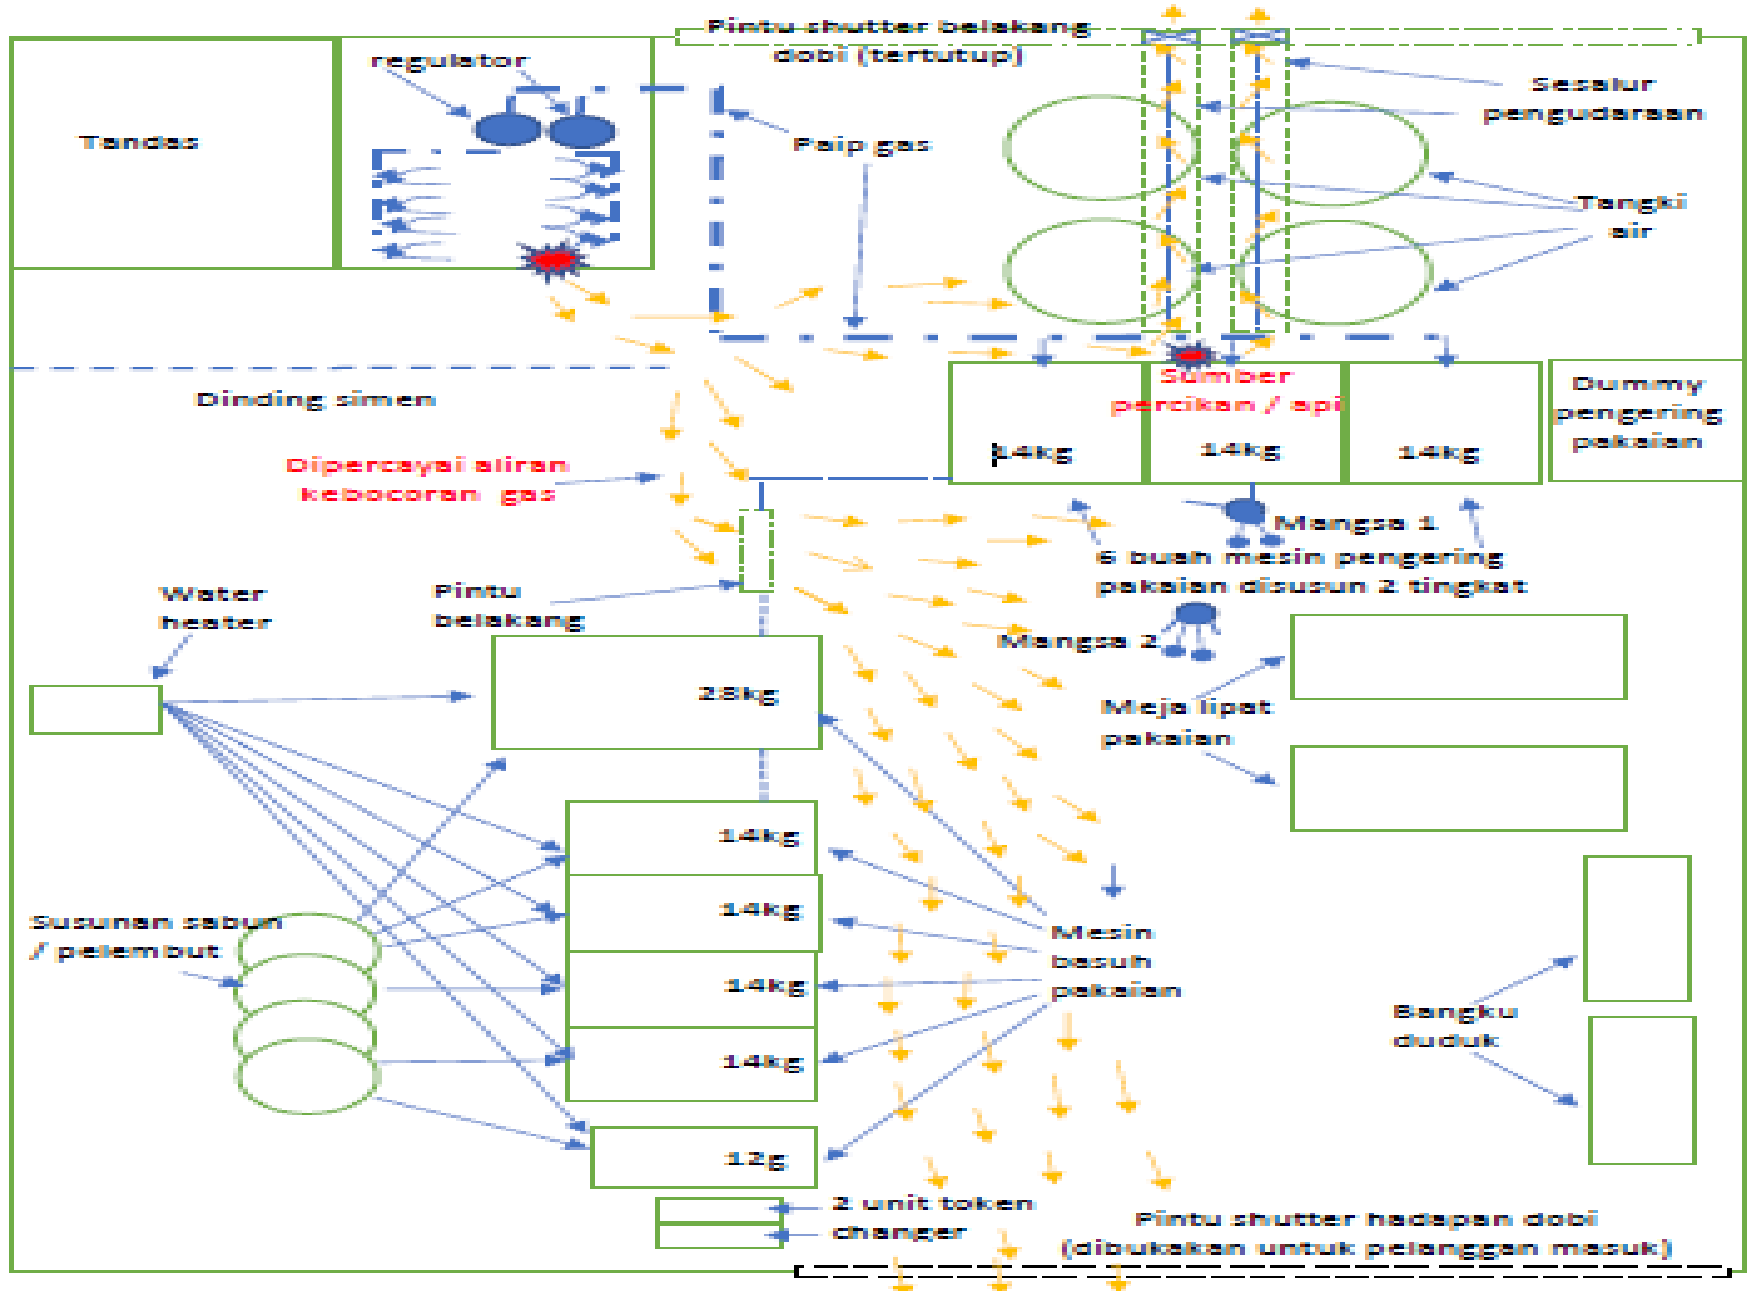 Pintu shutter belakang
dobi (tertutup)
regulator
Tandas
Paip gas
Sesalur
pengudaraan
Tangki
air
Dinding simen
Sumber
percikan / api
14kg
14kg
14kg
Dummy
pengering
pakaian
Dipercayai aliran
kebocoran gas
Mangsa 1
6 buah mesin pengering
pakaian disusun 2 tingkat
Water
heater
Pintu
belakang
Mangsa 2
28kg
Meja lipat
pakaian
14kg
14kg
14kg
14kg
12g
Susunan sabun
/ pelembut
Mesin
basuh
pakaian
Bangku
duduk
2 unit token
changer
Pintu shutter hadapan dobi
(dibukakan untuk pelanggan masuk)